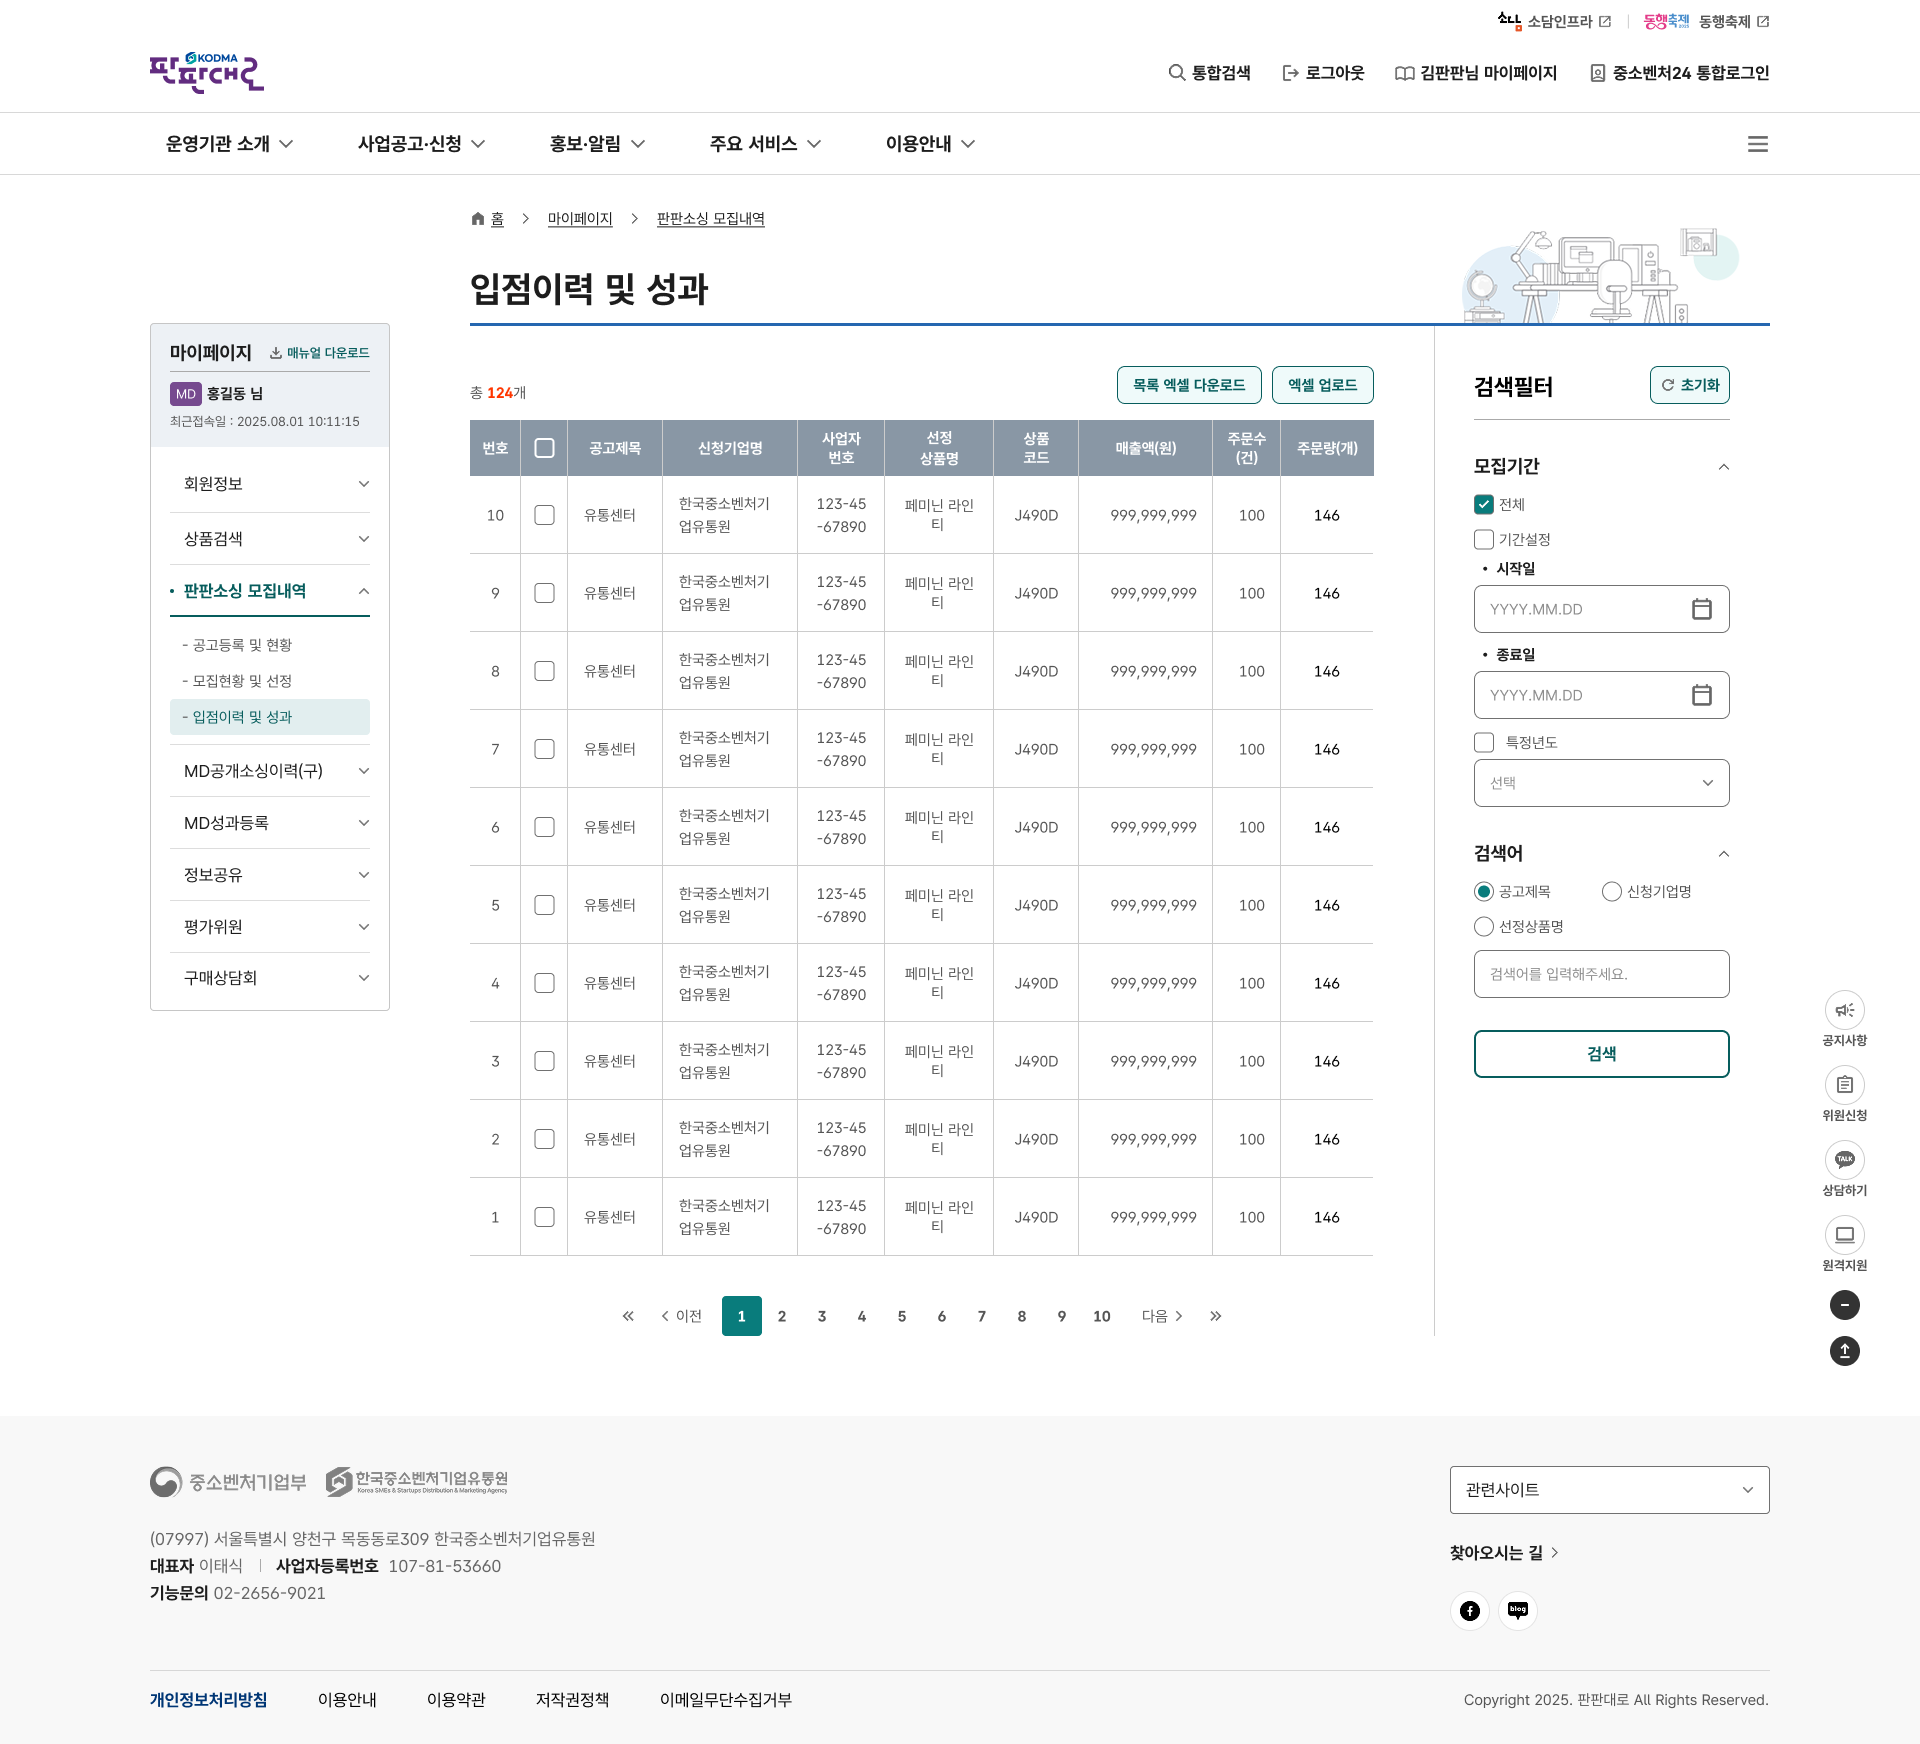 소담인프라
동행축제 2025 동행축제
KODMA
판판대로
통합검색 로그아웃 김판판님 마이페이지 중소벤처24 통합로그인
운영기관 소개 사업공고·신청 홍보·알림 주요 서비스 이용안내
홈 마이페이지 판판소싱 모집내역
입점이력 및 성과
마이페이지 매뉴얼 다운로드
MD 홍길동 님
최근접속일 : 2025.08.01 10:11:15
회원정보
상품검색
• 판판소싱 모집내역
- 공고등록 및 현황
- 모집현황 및 선정
- 입점이력 및 성과
MD공개소싱이력(구)
MD성과등록
정보공유
평가위원
구매상담회
총 124개 목록 엑셀 다운로드 엑셀 업로드
번호 공고제목 신청기업명 사업자 번호 선정 상품명 상품 코드 매출액(원) 주문수 (건) 주문량(개)
10 유통센터 한국중소벤처기업유통원 123-45-67890 페미닌 라인티 J490D 999,999,999 100 146
9 유통센터 한국중소벤처기업유통원 123-45-67890 페미닌 라인티 J490D 999,999,999 100 146
8 유통센터 한국중소벤처기업유통원 123-45-67890 페미닌 라인티 J490D 999,999,999 100 146
7 유통센터 한국중소벤처기업유통원 123-45-67890 페미닌 라인티 J490D 999,999,999 100 146
6 유통센터 한국중소벤처기업유통원 123-45-67890 페미닌 라인티 J490D 999,999,999 100 146
5 유통센터 한국중소벤처기업유통원 123-45-67890 페미닌 라인티 J490D 999,999,999 100 146
4 유통센터 한국중소벤처기업유통원 123-45-67890 페미닌 라인티 J490D 999,999,999 100 146
3 유통센터 한국중소벤처기업유통원 123-45-67890 페미닌 라인티 J490D 999,999,999 100 146
2 유통센터 한국중소벤처기업유통원 123-45-67890 페미닌 라인티 J490D 999,999,999 100 146
1 유통센터 한국중소벤처기업유통원 123-45-67890 페미닌 라인티 J490D 999,999,999 100 146
이전 1 2 3 4 5 6 7 8 9 10 다음
검색필터 초기화
모집기간
전체
기간설정
• 시작일
YYYY.MM.DD
• 종료일
YYYY.MM.DD
특정년도
선택
검색어
공고제목 신청기업명
선정상품명
검색어를 입력해주세요.
검색
공지사항
위원신청
TALK
상담하기
원격지원
중소벤처기업부 한국중소벤처기업유통원
Korea SMEs & Startups Distribution & Marketing Agency
(07997) 서울특별시 양천구 목동동로309 한국중소벤처기업유통원
대표자 이태식 사업자등록번호 107-81-53660
기능문의 02-2656-9021
관련사이트
찾아오시는 길
blog
개인정보처리방침 이용안내 이용약관 저작권정책 이메일무단수집거부
Copyright 2025. 판판대로 All Rights Reserved.